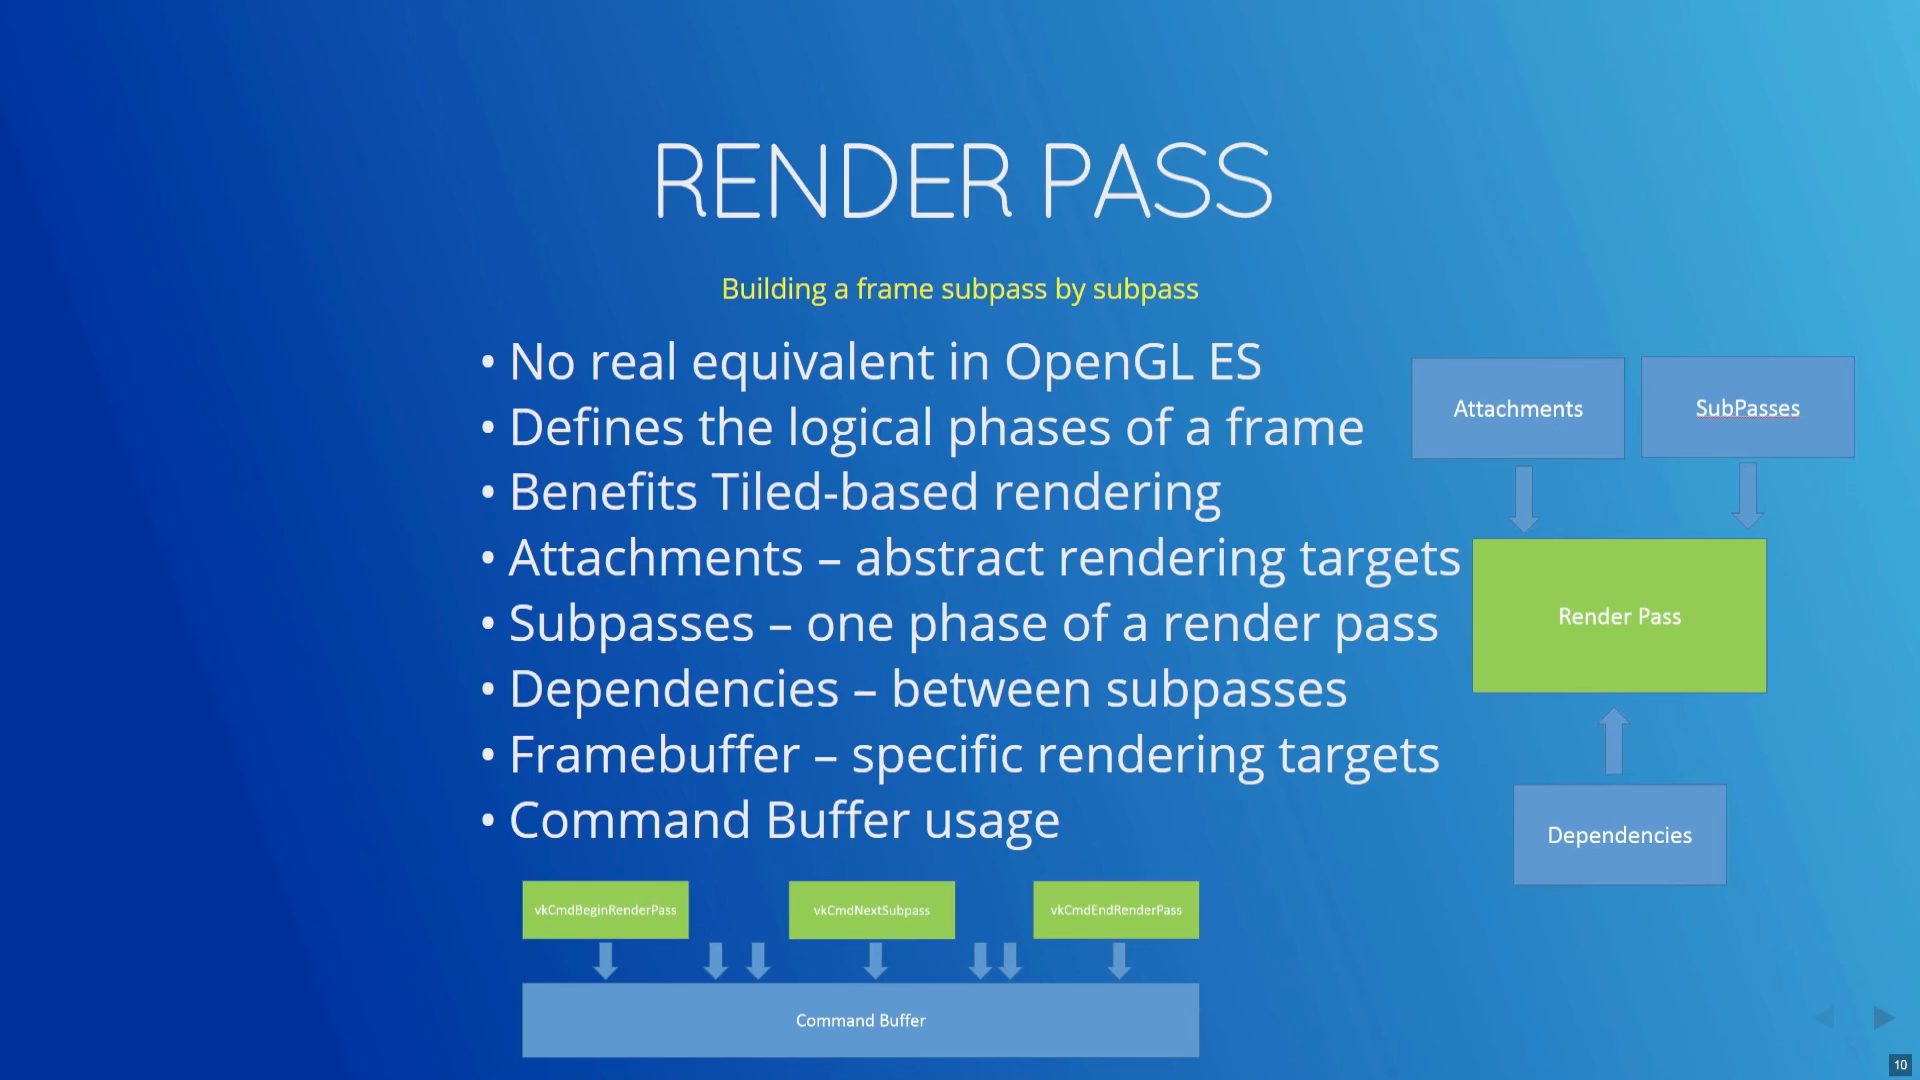 RENDER PASS
Building a frame subpass by subpass
• No real equivalent in OpenGL ES
• Defines the logical phases of a frame
• Benefits Tiled-based rendering
• Attachments – abstract rendering targets
• Subpasses – one phase of a render pass
• Dependencies – between subpasses
• Framebuffer – specific rendering targets
• Command Buffer usage
Attachments
SubPasses
Render Pass
Dependencies
vkCmdBeginRenderPass
vkCmdNextSubpass
vkCmdEndRenderPass
Command Buffer
10